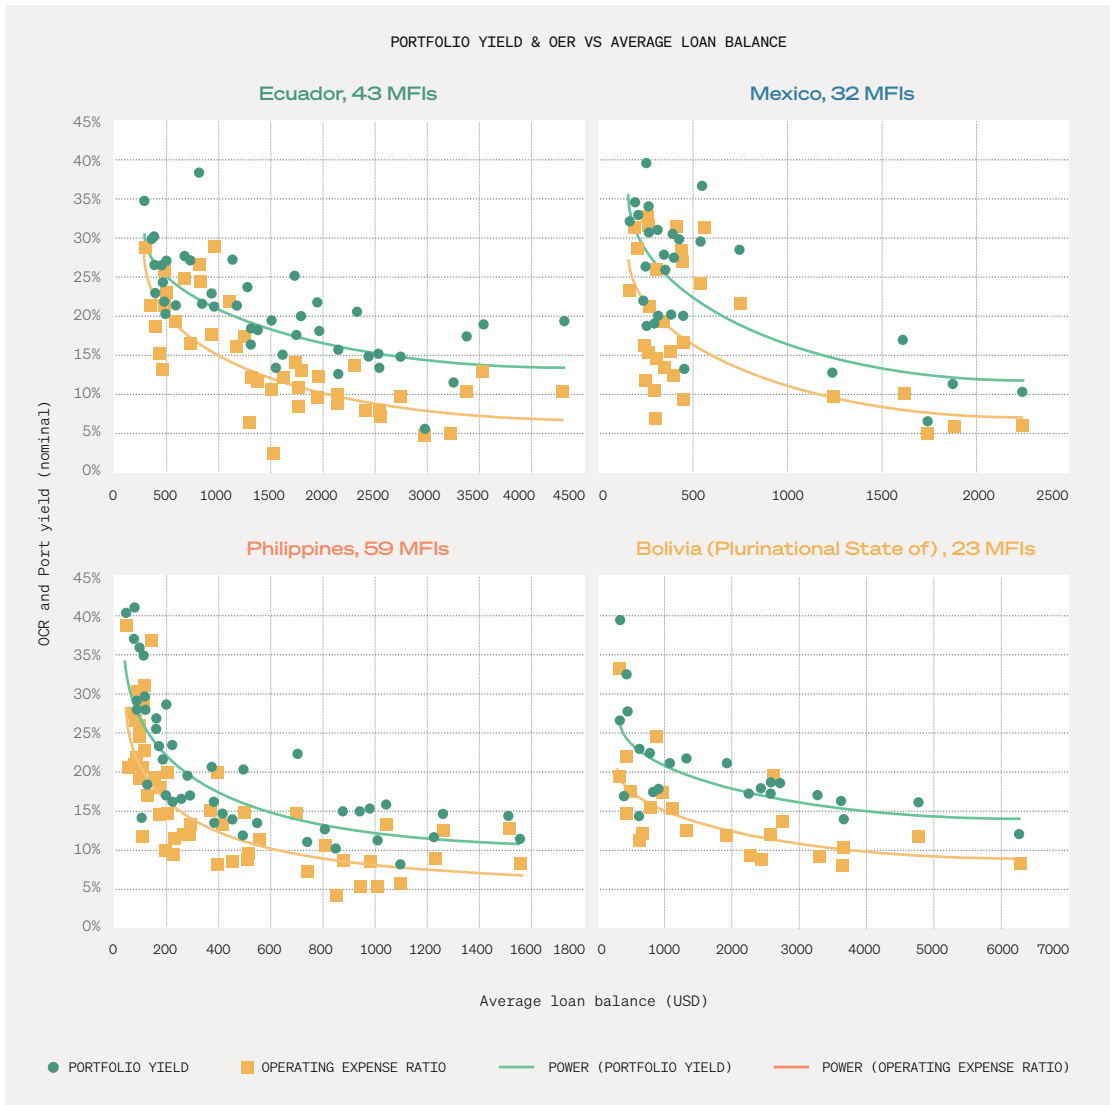 PORTFOLIO YIELD & OER VS AVERAGE LOAN BALANCE
Ecuador, 43 MFIs
Mexico, 32 MFIs
45%
40%
35%
30%
25%
20%
15%
10%
5%
0%
0 500 1000 1500 2000 2500 3000 3500 4000 4500
0 500 1000 1500 2000 2500
OCR and Port yield (nominal)
Philippines, 59 MFIs
Bolivia (Plurinational State of) , 23 MFIs
45%
40%
35%
30%
25%
20%
15%
10%
5%
0%
0 200 400 600 800 1000 1200 1400 1600 1800
0 1000 2000 3000 4000 5000 6000 7000
Average loan balance (USD)
PORTFOLIO YIELD
OPERATING EXPENSE RATIO
POWER (PORTFOLIO YIELD)
POWER (OPERATING EXPENSE RATIO)